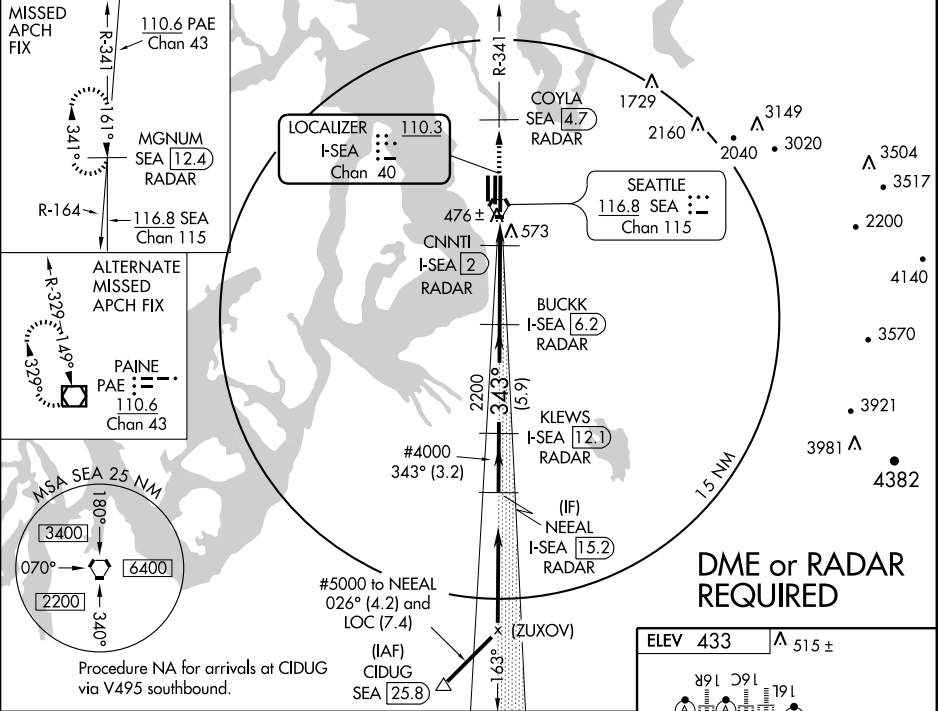 MISSED
APCH
FIX
110.6 PAE
Chan 43
R-341
161°
341°
MGNUM
SEA 12.4
RADAR
R-164
116.8 SEA
Chan 115
ALTERNATE
MISSED
APCH FIX
R-329
149°
329°
PAINE
PAE
110.6
Chan 43
MSA SEA 25 NM
180°
3400
070°
6400
2200
340°
Procedure NA for arrivals at CIDUG
via V495 southbound.
R-341
COYLA
SEA 4.7
RADAR
LOCALIZER 110.3
I-SEA
Chan 40
SEATTLE
116.8 SEA
Chan 115
476 ±
573
CNNTI
I-SEA 2
RADAR
BUCKK
I-SEA 6.2
RADAR
2200
343°
(5.9)
KLEWS
I-SEA 12.1
RADAR
#4000
343° (3.2)
(IF)
NEEAL
I-SEA 15.2
RADAR
15 NM
#5000 to NEEAL
026° (4.2) and
LOC (7.4)
(ZUXOV)
(IAF)
CIDUG
SEA 25.8
163°
1729
2160
2040
3149
3020
3504
3517
2200
4140
3570
3921
3981
4382
DME or RADAR
REQUIRED
ELEV 433
515 ±
16R 16C 16L
A A